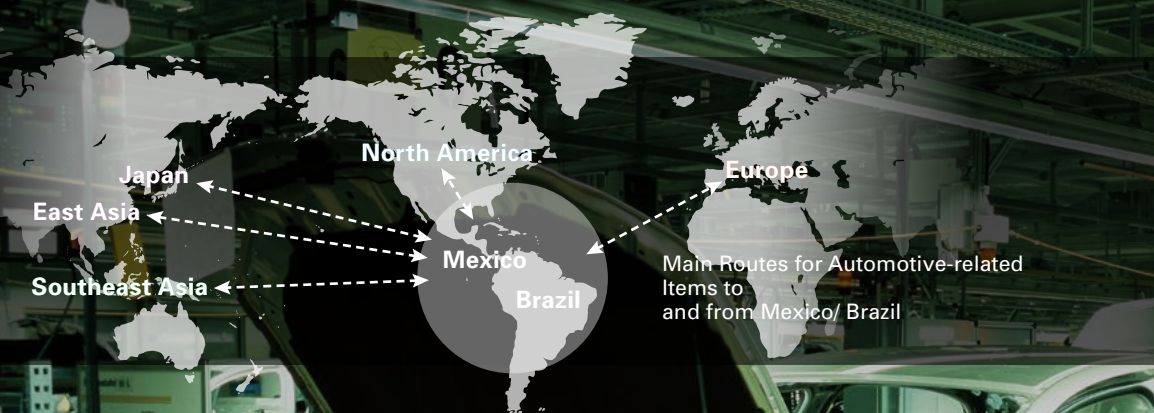 North America
Japan
Europe
East Asia
Mexico
Main Routes for Automotive-related
Items to
and from Mexico/ Brazil
Southeast Asia
Brazil